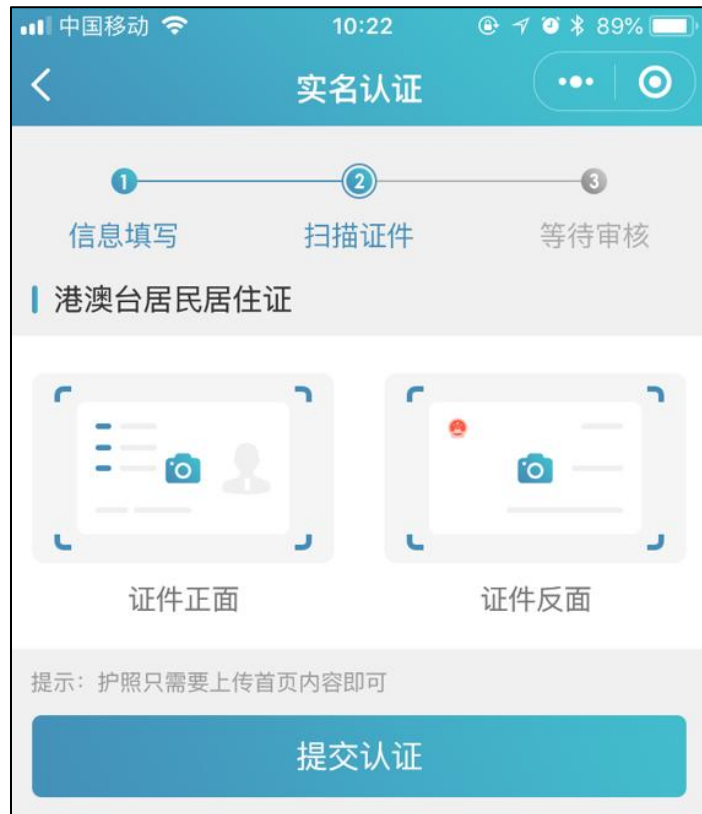 中国移动 10:22 89%
实名认证
1 2 3
信息填写 扫描证件 等待审核
港澳台居民居住证
证件正面 证件反面
提示：护照只需要上传首页内容即可
提交认证